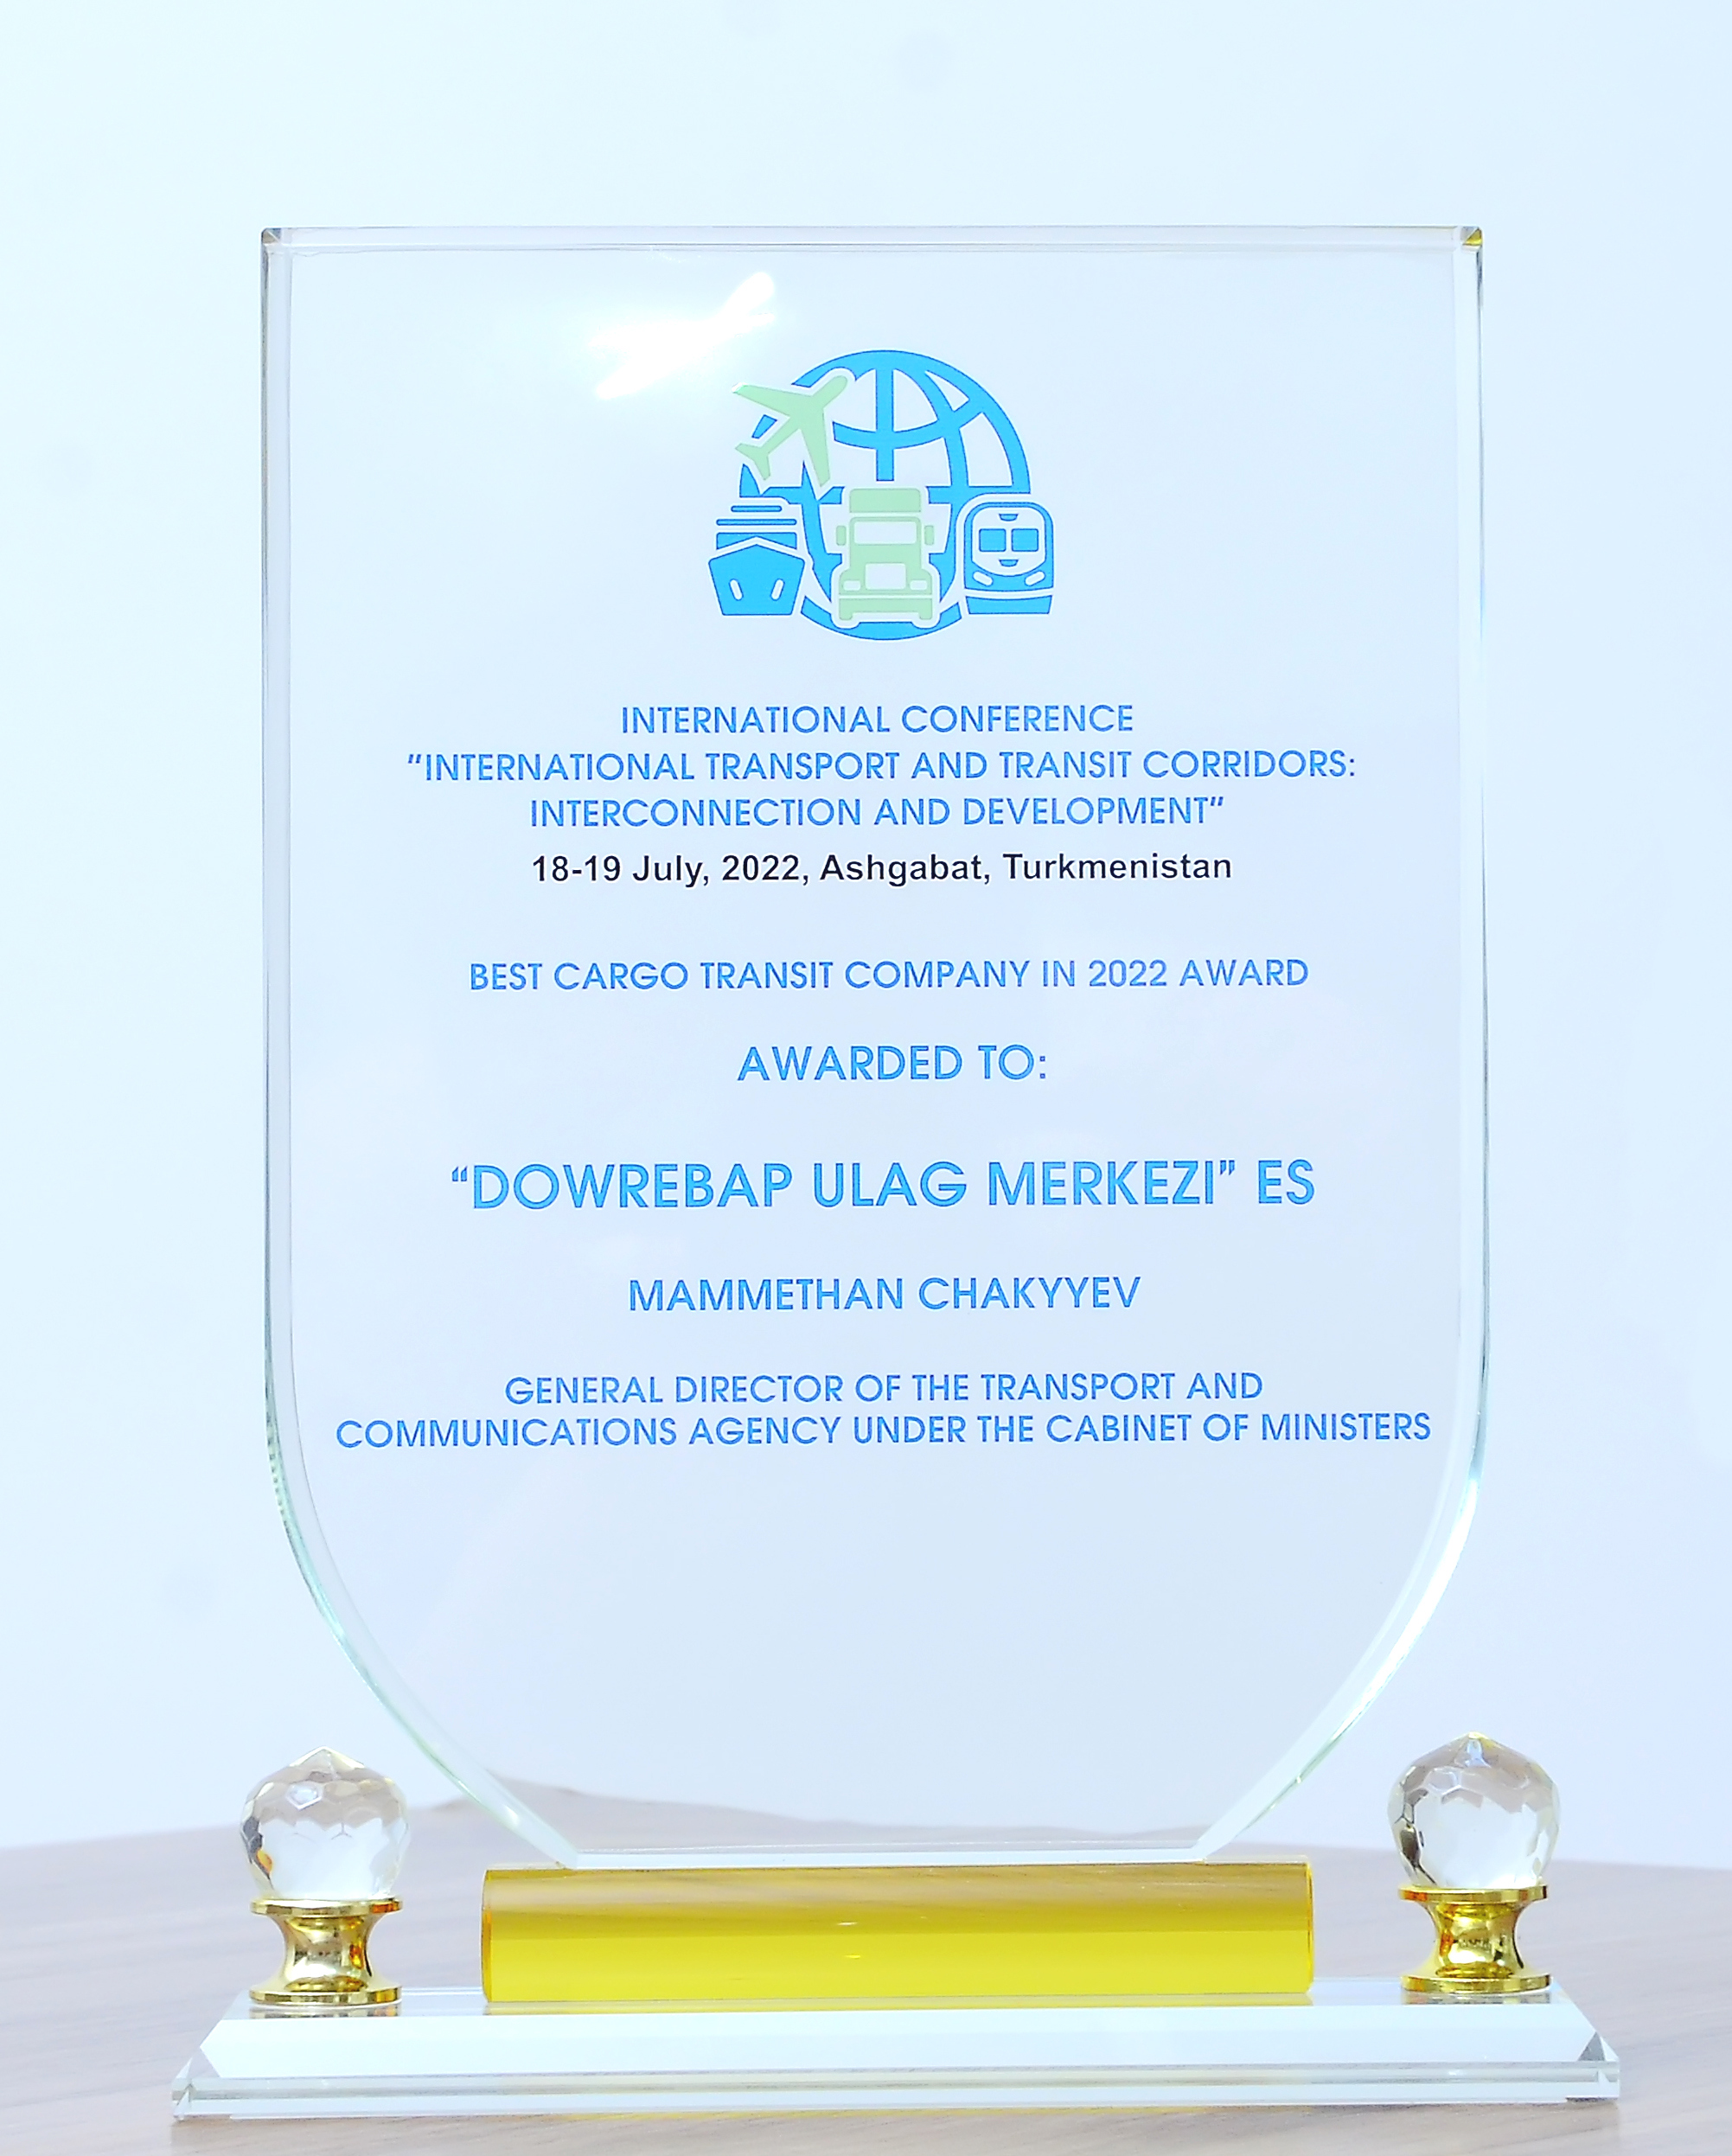 INTERNATIONAL CONFERENCE
"INTERNATIONAL TRANSPORT AND TRANSIT CORRIDORS:
INTERCONNECTION AND DEVELOPMENT"
18-19 July, 2022, Ashgabat, Turkmenistan
BEST CARGO TRANSIT COMPANY IN 2022 AWARD
AWARDED TO:
“DOWREBAP ULAG MERKEZI” ES
MAMMETHAN CHAKYYEV
GENERAL DIRECTOR OF THE TRANSPORT AND
COMMUNICATIONS AGENCY UNDER THE CABINET OF MINISTERS